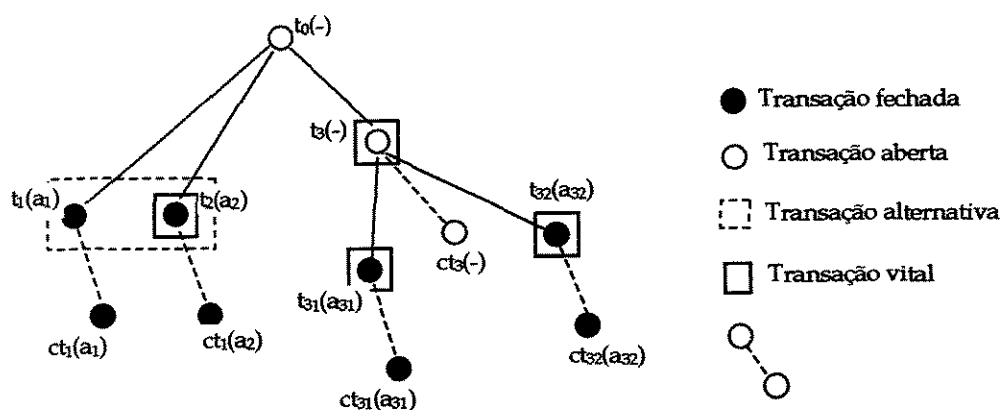 t₀(-)
t₃(-)
t₁(a₁)
t₂(a₂)
t₃₂(a₃₂)
ct₃(-)
t₃₁(a₃₁)
ct₁(a₁)
ct₁(a₂)
ct₃₂(a₃₂)
ct₃₁(a₃₁)
Transação fechada
Transação aberta
Transação alternativa
Transação vital